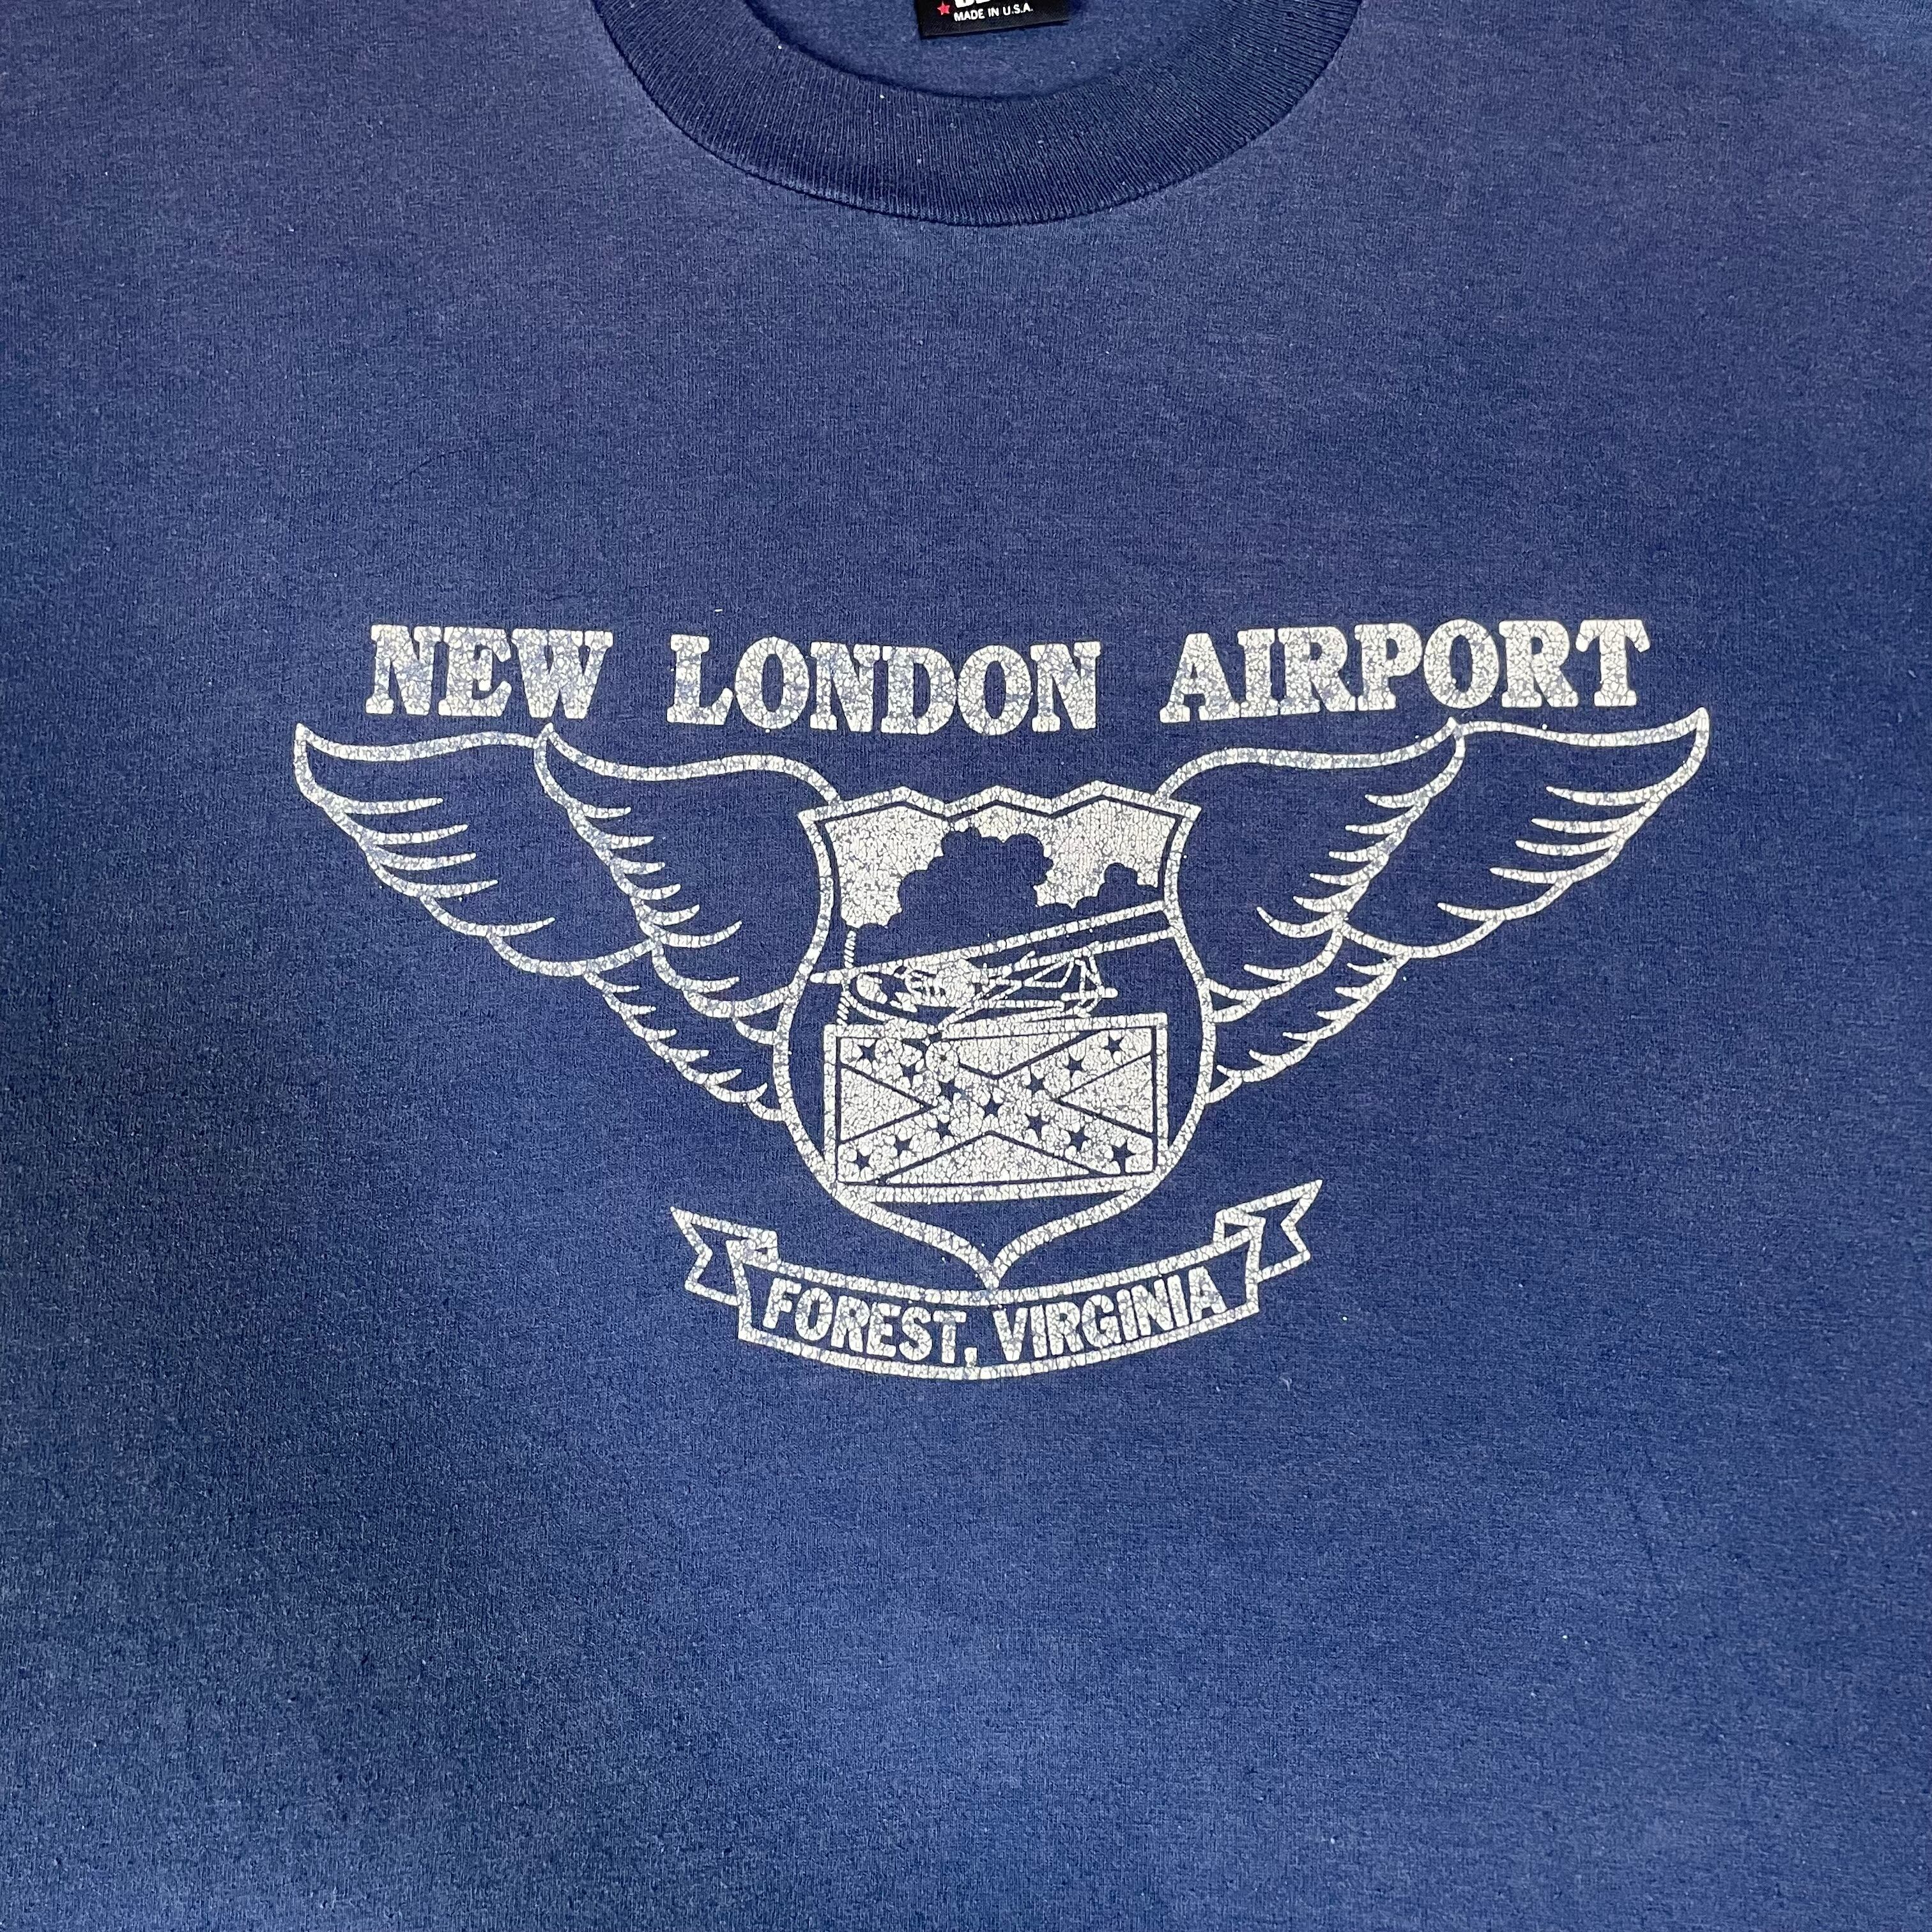 MADE IN U.S.A.
NEW LONDON AIRPORT
FOREST, VIRGINIA